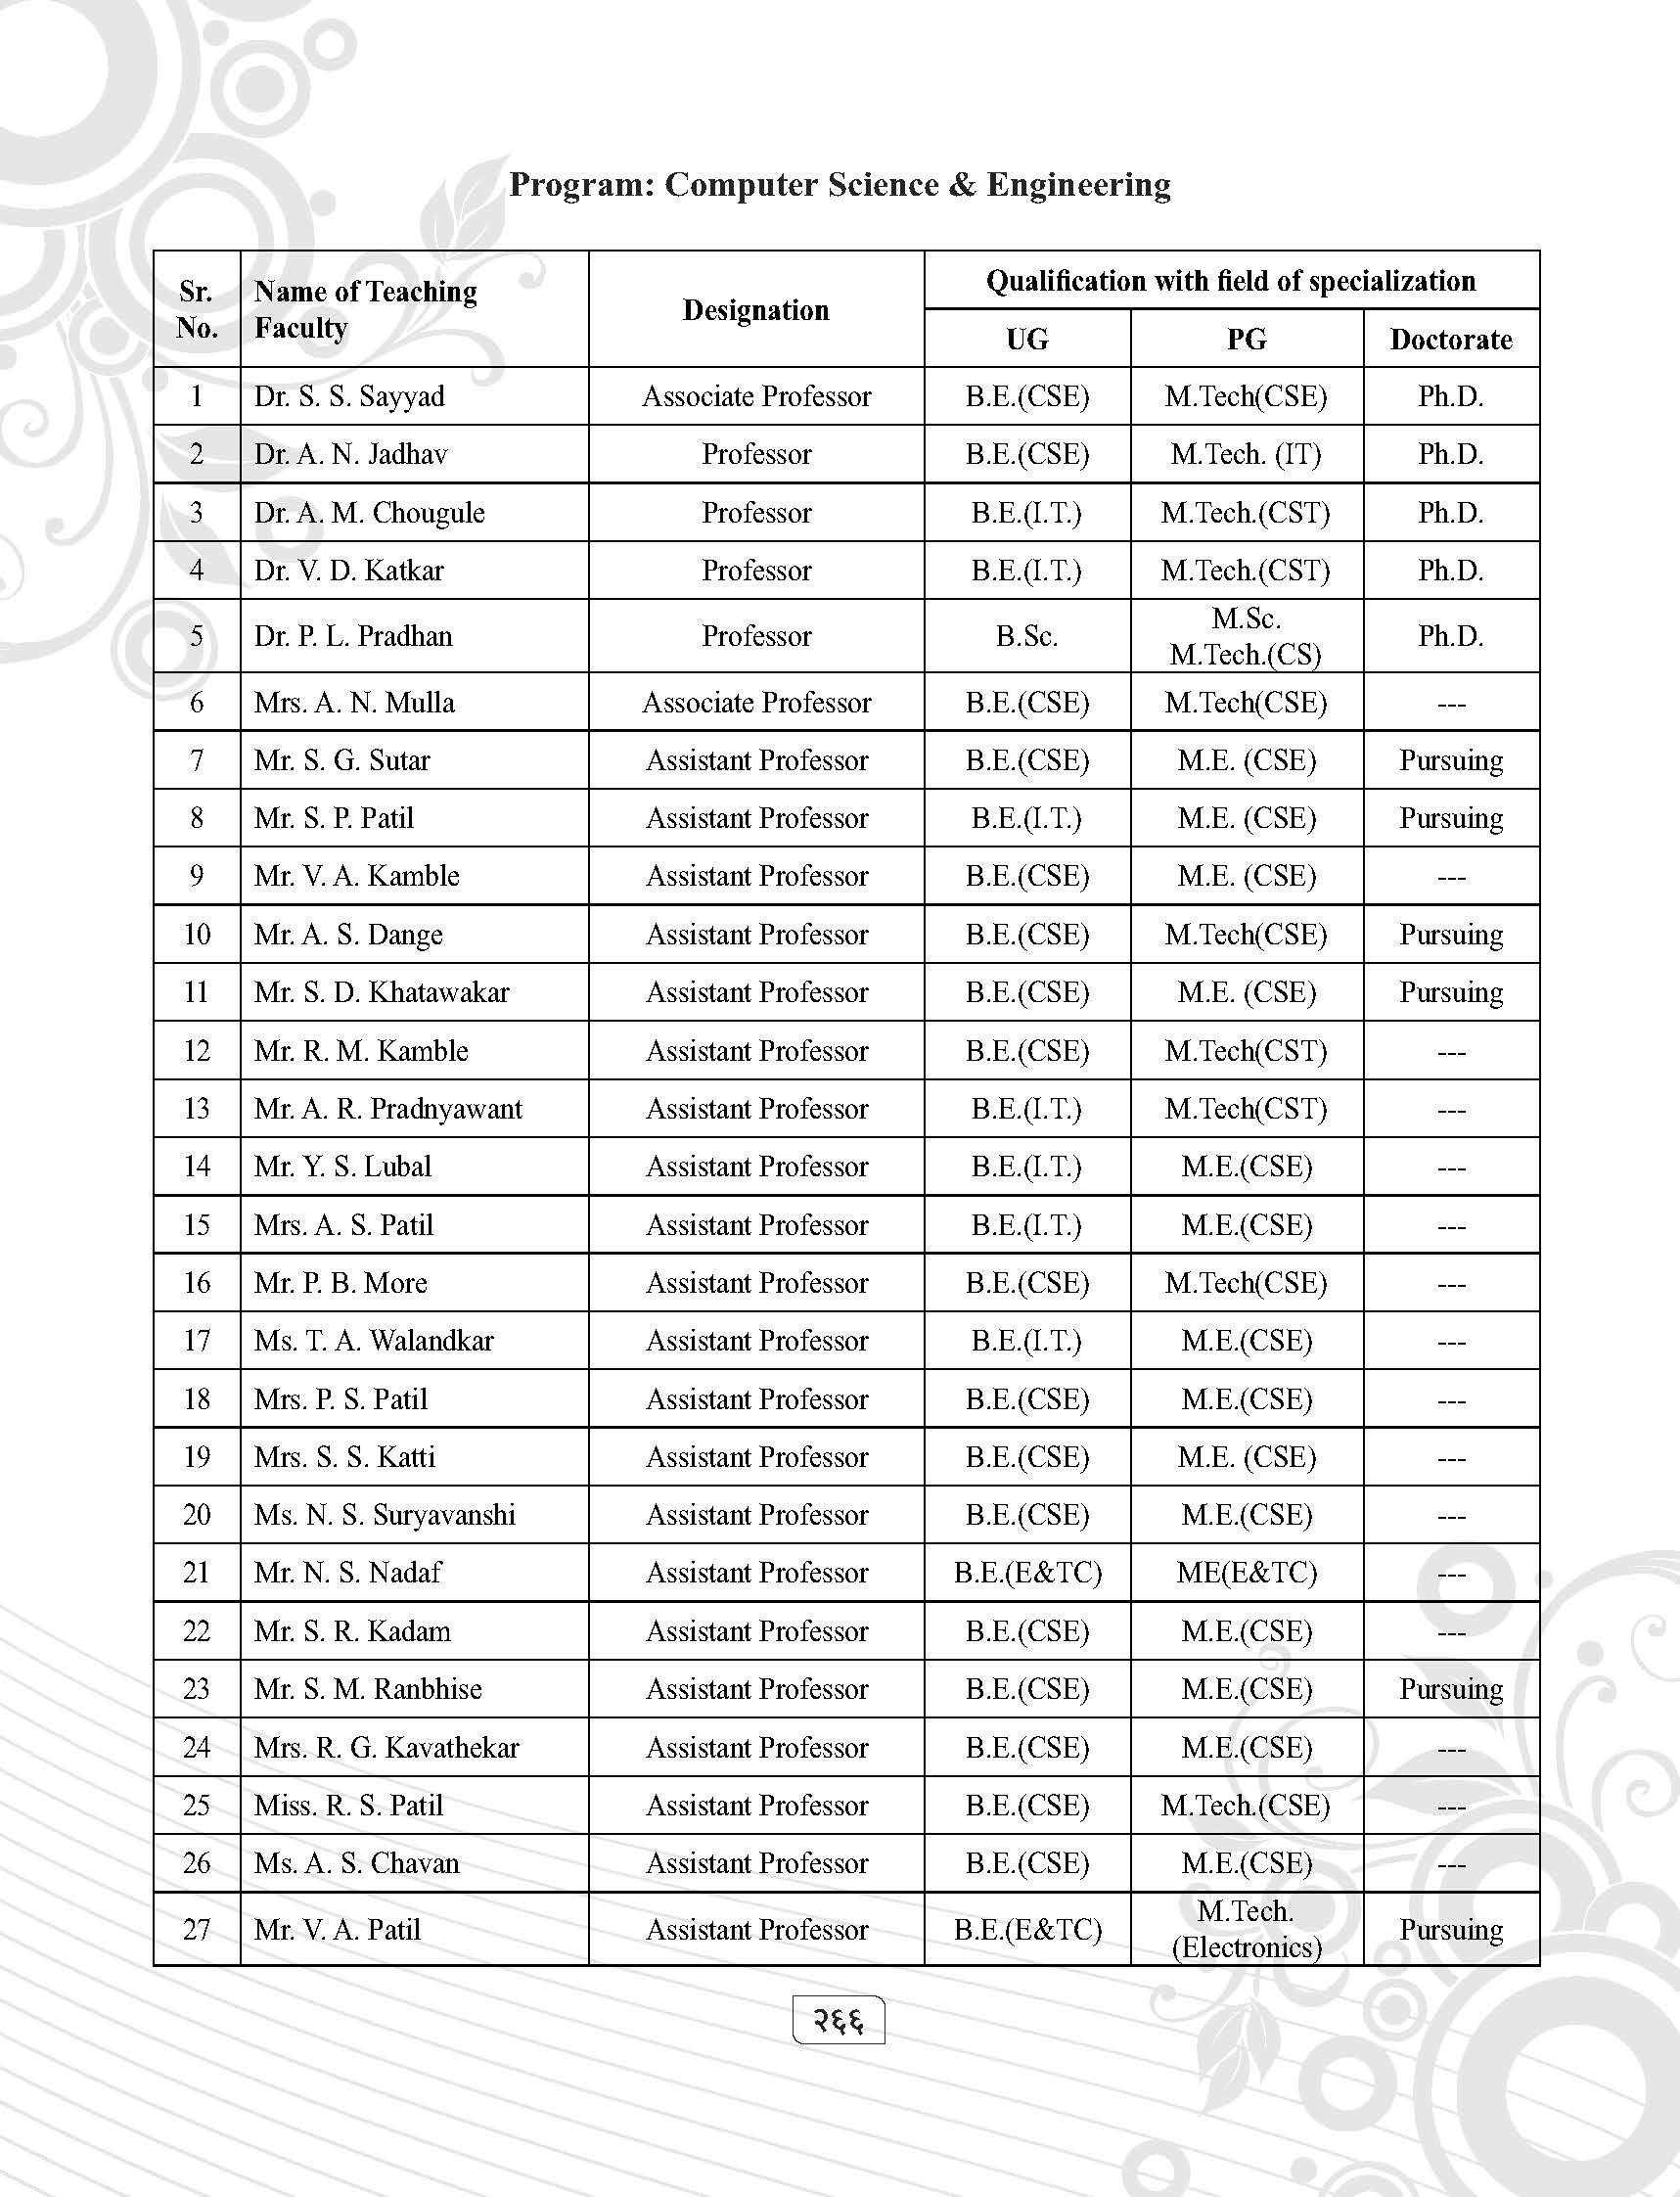 Program: Computer Science & Engineering
Sr. No. Name of Teaching Faculty Designation Qualification with field of specialization
UG PG Doctorate
1 Dr. S. S. Sayyad Associate Professor B.E.(CSE) M.Tech(CSE) Ph.D.
2 Dr. A. N. Jadhav Professor B.E.(CSE) M.Tech. (IT) Ph.D.
3 Dr. A. M. Chougule Professor B.E.(I.T.) M.Tech.(CST) Ph.D.
4 Dr. V. D. Katkar Professor B.E.(I.T.) M.Tech.(CST) Ph.D.
5 Dr. P. L. Pradhan Professor B.Sc. M.Sc. M.Tech.(CS) Ph.D.
6 Mrs. A. N. Mulla Associate Professor B.E.(CSE) M.Tech(CSE) ---
7 Mr. S. G. Sutar Assistant Professor B.E.(CSE) M.E. (CSE) Pursuing
8 Mr. S. P. Patil Assistant Professor B.E.(I.T.) M.E. (CSE) Pursuing
9 Mr. V. A. Kamble Assistant Professor B.E.(CSE) M.E. (CSE) ---
10 Mr. A. S. Dange Assistant Professor B.E.(CSE) M.Tech(CSE) Pursuing
11 Mr. S. D. Khatawakar Assistant Professor B.E.(CSE) M.E. (CSE) Pursuing
12 Mr. R. M. Kamble Assistant Professor B.E.(CSE) M.Tech(CST) ---
13 Mr. A. R. Pradnyawant Assistant Professor B.E.(I.T.) M.Tech(CST) ---
14 Mr. Y. S. Lubal Assistant Professor B.E.(I.T.) M.E.(CSE) ---
15 Mrs. A. S. Patil Assistant Professor B.E.(I.T.) M.E.(CSE) ---
16 Mr. P. B. More Assistant Professor B.E.(CSE) M.Tech(CSE) ---
17 Ms. T. A. Walandkar Assistant Professor B.E.(I.T.) M.E.(CSE) ---
18 Mrs. P. S. Patil Assistant Professor B.E.(CSE) M.E.(CSE) ---
19 Mrs. S. S. Katti Assistant Professor B.E.(CSE) M.E. (CSE) ---
20 Ms. N. S. Suryavanshi Assistant Professor B.E.(CSE) M.E.(CSE) ---
21 Mr. N. S. Nadaf Assistant Professor B.E.(E&TC) ME(E&TC) ---
22 Mr. S. R. Kadam Assistant Professor B.E.(CSE) M.E.(CSE) ---
23 Mr. S. M. Ranbhise Assistant Professor B.E.(CSE) M.E.(CSE) Pursuing
24 Mrs. R. G. Kavathekar Assistant Professor B.E.(CSE) M.E.(CSE) ---
25 Miss. R. S. Patil Assistant Professor B.E.(CSE) M.Tech.(CSE) ---
26 Ms. A. S. Chavan Assistant Professor B.E.(CSE) M.E.(CSE) ---
27 Mr. V. A. Patil Assistant Professor B.E.(E&TC) M.Tech. (Electronics) Pursuing
२६६